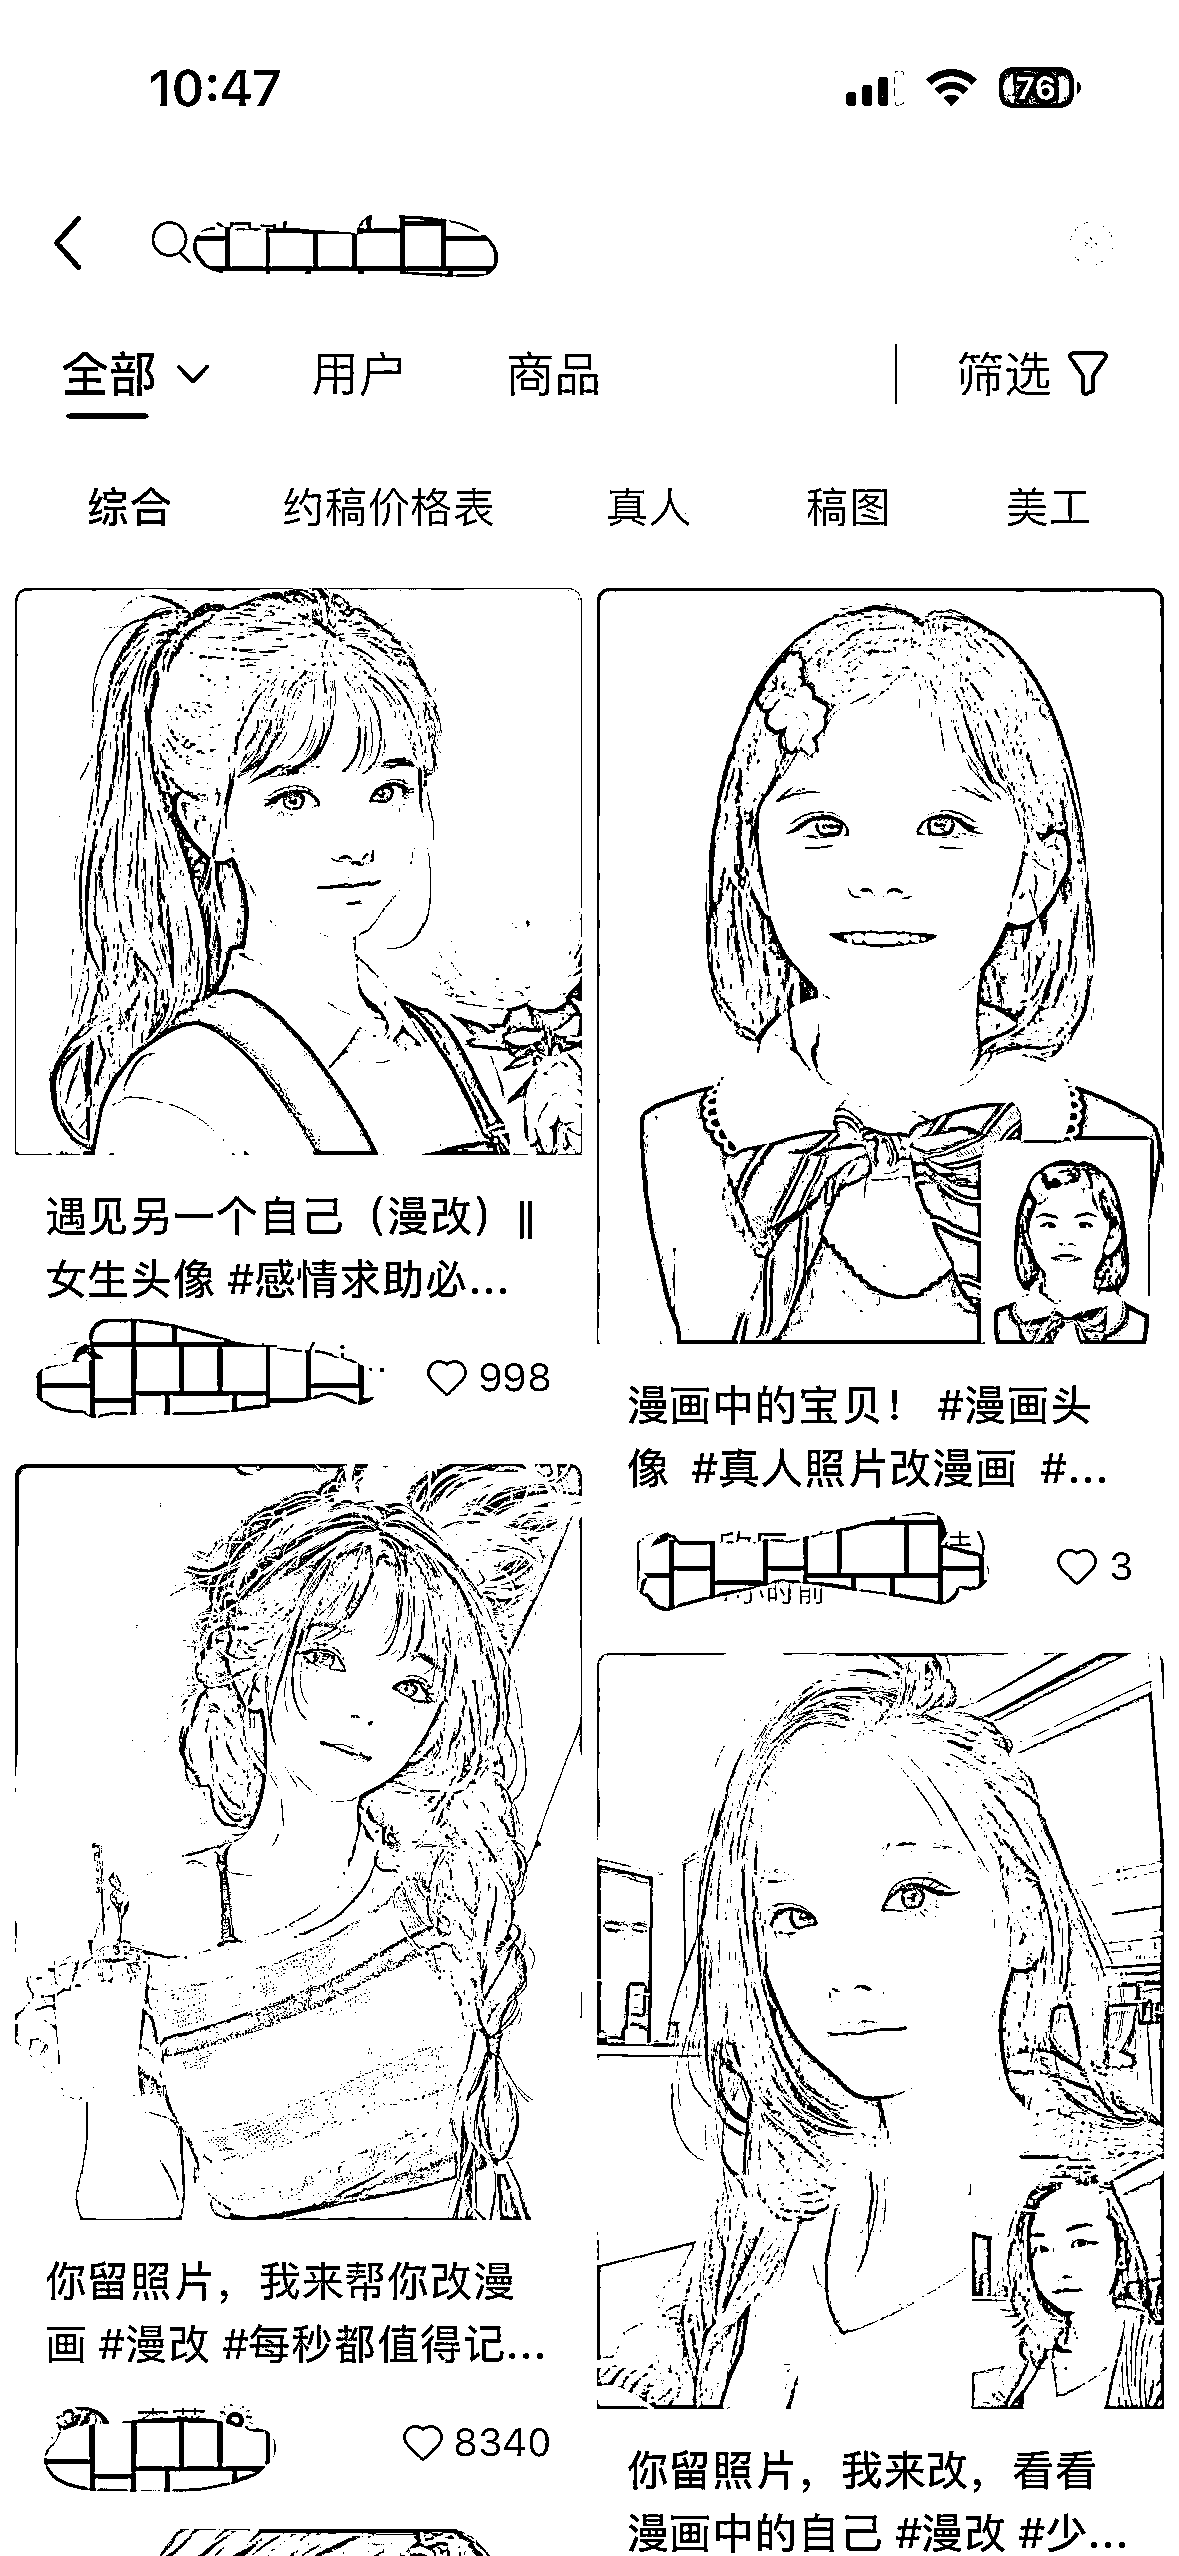 10:47
76
全部
用户
商品
筛选
综合
约稿价格表
真人
稿图
美工
遇见另一个自己（漫改）||
女生头像 #感情求助必...
998
漫画中的宝贝！ #漫画头
像 #真人照片改漫画 #...
小时前
3
你留照片，我来帮你改漫
画 #漫改 #每秒都值得记...
8340
你留照片，我来改，看看
漫画中的自己 #漫改 #少...